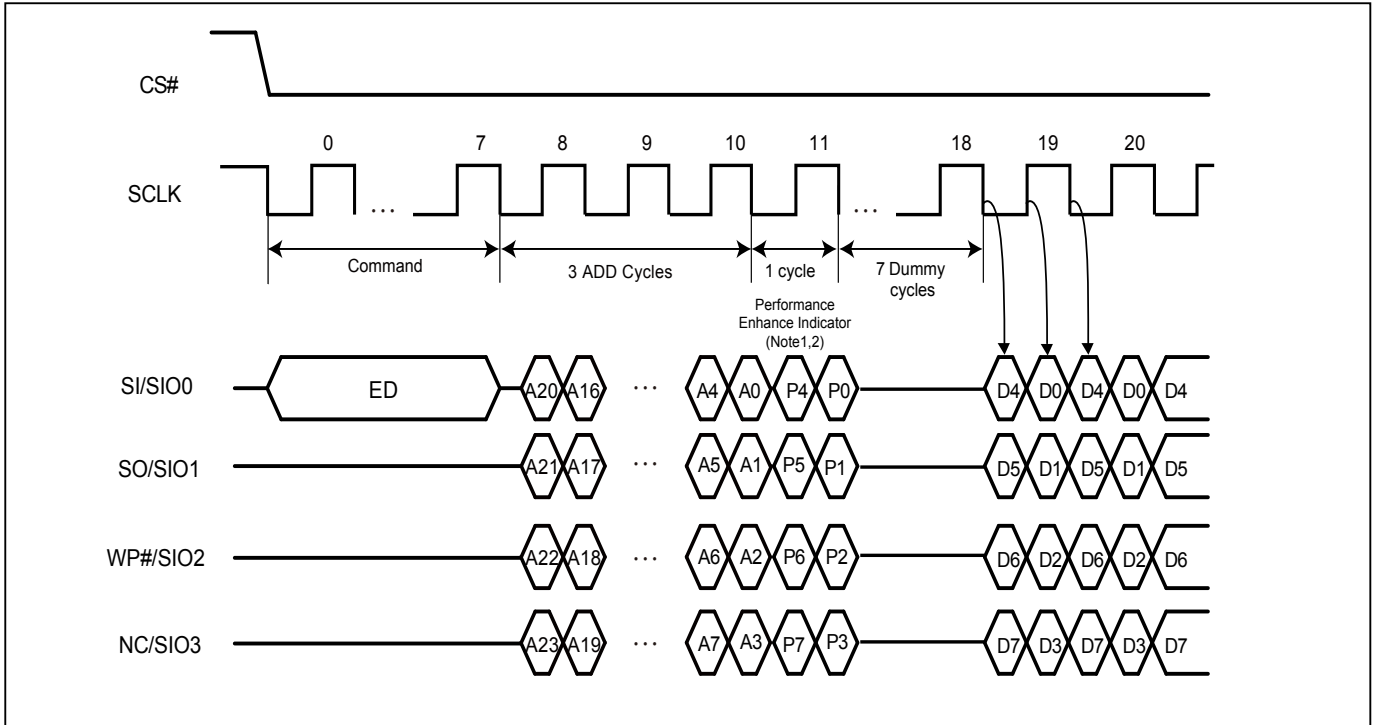 CS#
0 7 8 9 10 11 18 19 20
SCLK
... ...
Command
3 ADD Cycles
1 cycle
7 Dummy
cycles
Performance
Enhance Indicator
(Note1,2)
SI/SIO0 ED A20 A16 ... A4 A0 P4 P0 D4 D0 D4 D0 D4
SO/SIO1 A21 A17 ... A5 A1 P5 P1 D5 D1 D5 D1 D5
WP#/SIO2 A22 A18 ... A6 A2 P6 P2 D6 D2 D6 D2 D6
NC/SIO3 A23 A19 ... A7 A3 P7 P3 D7 D3 D7 D3 D7